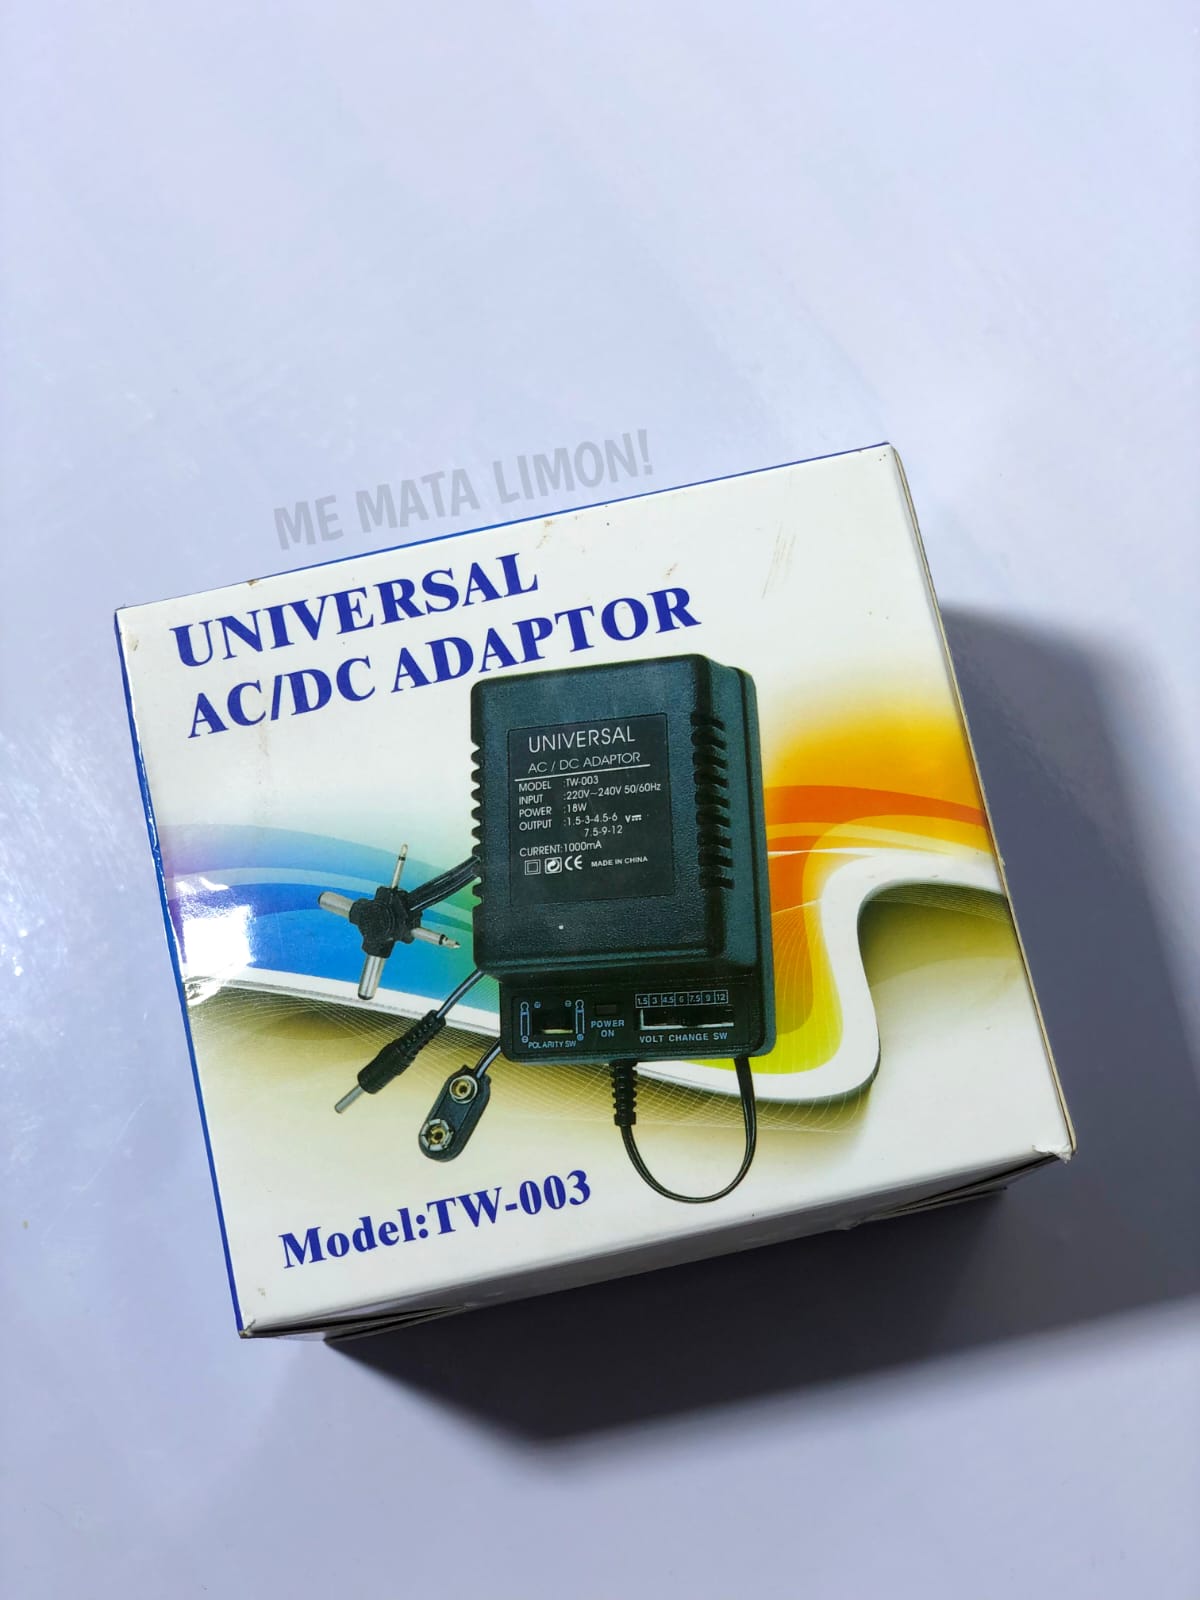 ME MATA LIMON!
UNIVERSAL
AC/DC ADAPTOR
UNIVERSAL
AC / DC ADAPTOR
MODEL :TW-003
INPUT :220V~240V 50/60Hz
POWER :18W
OUTPUT :1.5-3-4.5-6 V
7.5-9-12
CURRENT:1000mA
CE MADE IN CHINA
1.5 3 4.5 6 7.5 9 12
POWER
ON
POLARITY SW
VOLT CHANGE SW
Model:TW-003